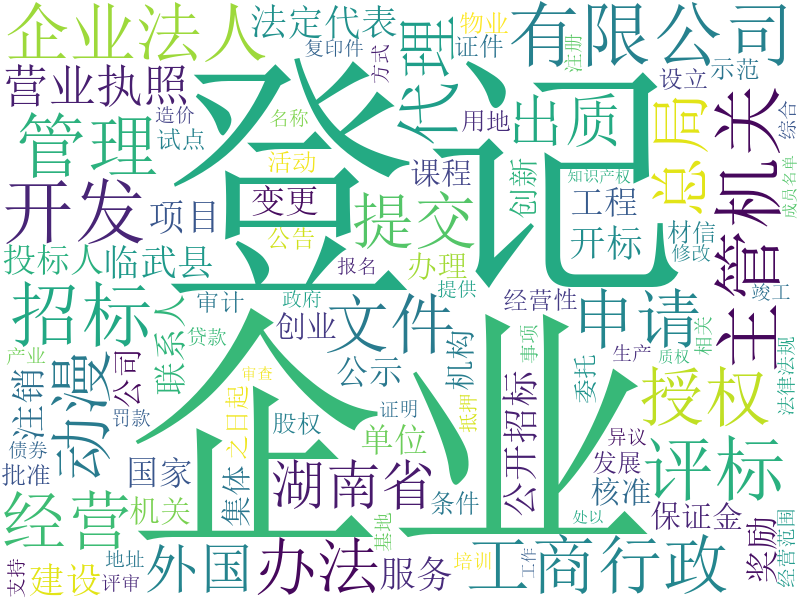 企业法人
法定代表
物业
有限公司
复印件
证件
方式
注册
营业执照
代理
设立
示范
登记
造价
名称
管理
试点
用地
出质
总局
主管机关
综合
活动
知识产权
开发
变更
课程
创新
成员名单
项目
提交
工程
公告
开标
材信
投标人
临武县
报名
办理
修改
审计
政府
提供
招标
联系人
文件
申请
竣工
经营性
贷款
创业
机构
事项
质权
相关
产业
动漫
公司
公示
生产
法律法规
注销
企业
审查
委托
授权
罚款
之日起
股权
证明
抵押
公开招标
单位
异议
债券
评标
批准
国家
集体
湖南省
发展
经营
机关
条件
核准
保证金
处以
奖励
经营范围
基地
支持
建设
地址
评审
外国
办法
服务
培训
工作
工商行政